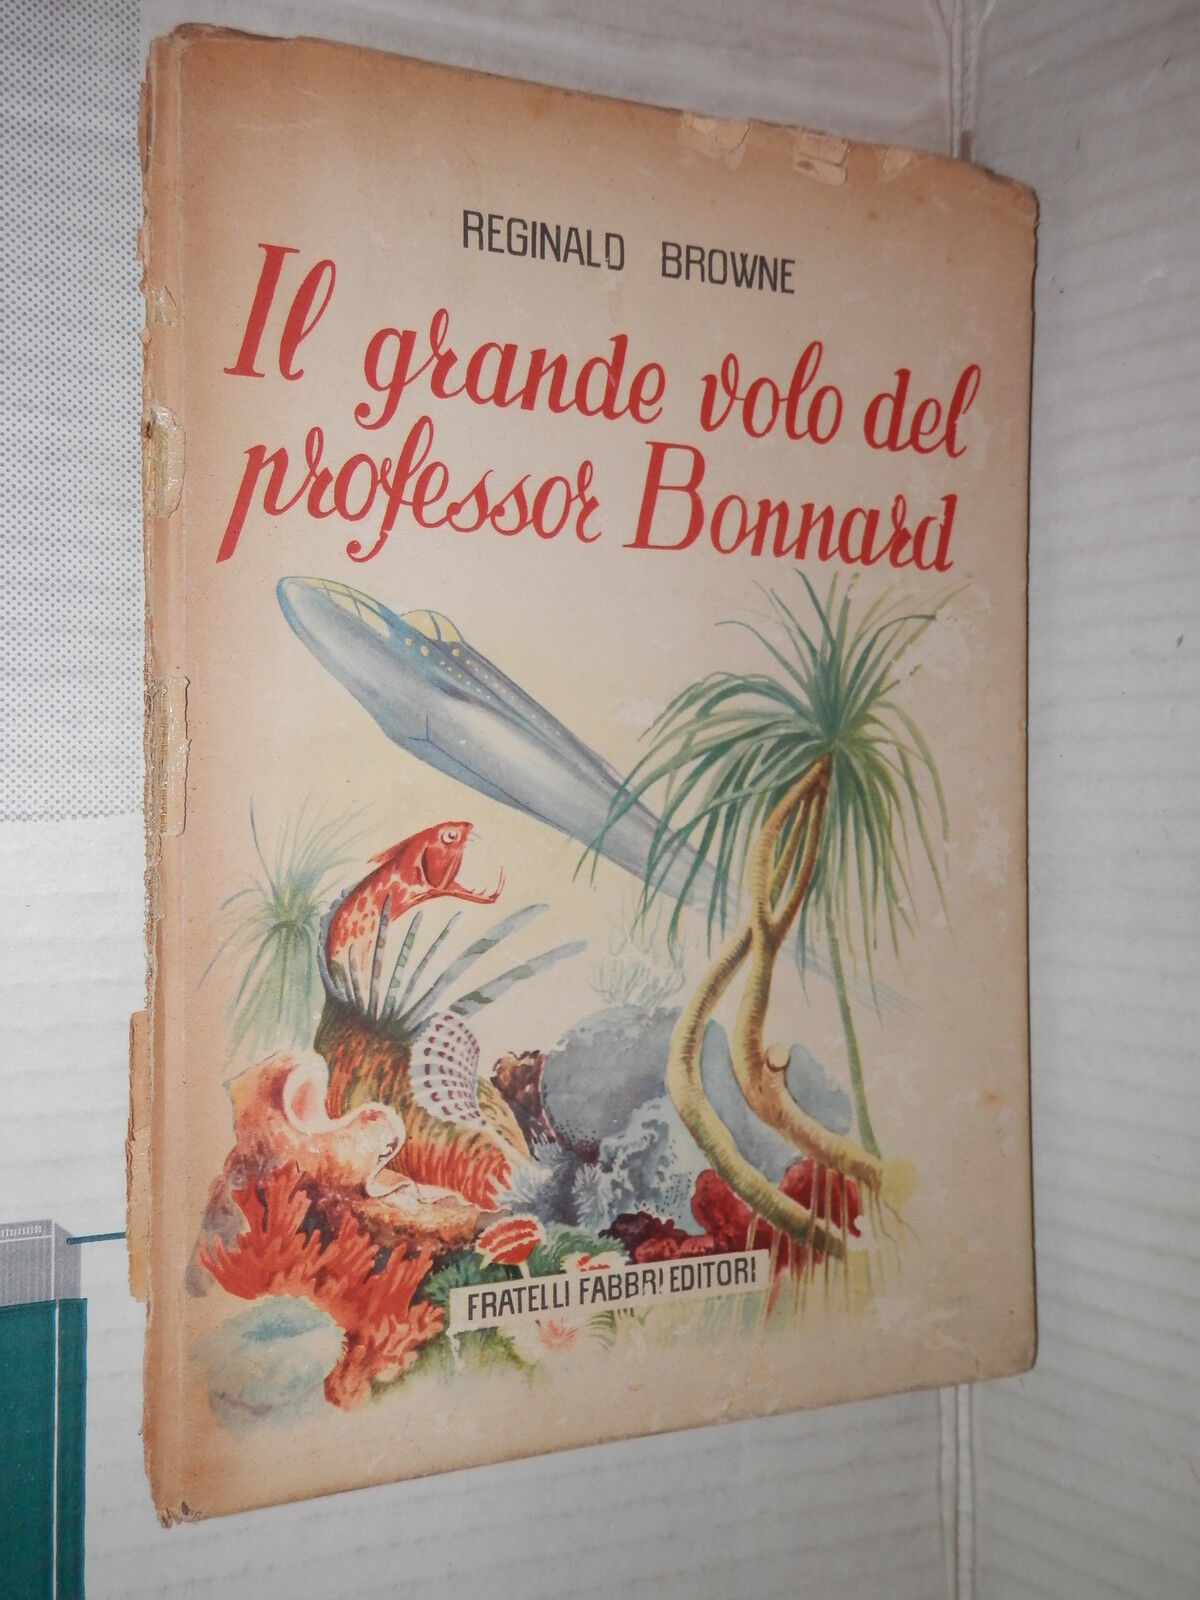 REGINALD BROWNE
Il grande volo del
professor Bonnard
FRATELLI FABBRI EDITORI